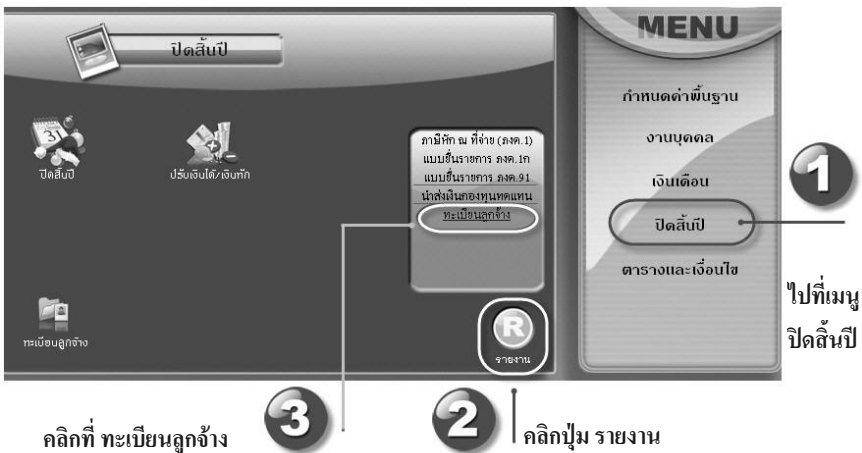 ปิดสิ้นปี
MENU
31
ปิดสิ้นปี
ปรับเงินได้/เงินหัก
ภาษีหัก ณ ที่จ่าย (ภงด.1)
แบบยื่นรายการ ภงด.1ก
แบบยื่นรายการ ภงด.91
นำส่งเงินกองทุนทดแทน
ทะเบียนลูกจ้าง
กำหนดค่าพื้นฐาน
งานบุคคล
เงินเดือน
ปิดสิ้นปี
ตารางและเงื่อนไข
1
ไปที่เมนู
ปิดสิ้นปี
ทะเบียนลูกจ้าง
R
รายงาน
คลิกที่ ทะเบียนลูกจ้าง
3
2
คลิกปุ่ม รายงาน